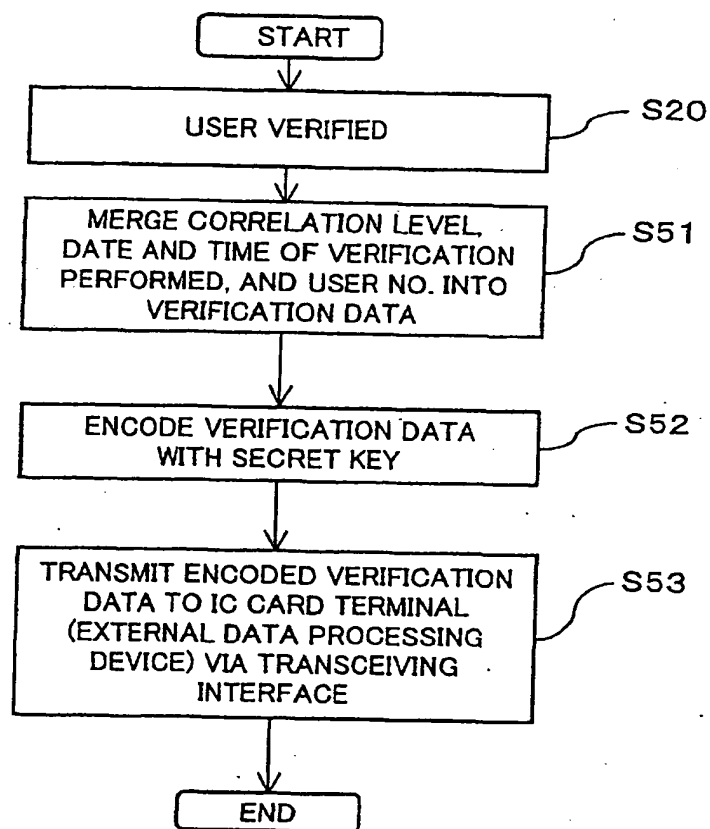 START
USER VERIFIED
S20
MERGE CORRELATION LEVEL,
DATE AND TIME OF VERIFICATION
PERFORMED, AND USER NO. INTO
VERIFICATION DATA
S51
ENCODE VERIFICATION DATA
WITH SECRET KEY
S52
TRANSMIT ENCODED VERIFICATION
DATA TO IC CARD TERMINAL
(EXTERNAL DATA PROCESSING
DEVICE) VIA TRANSCEIVING
INTERFACE
S53
END